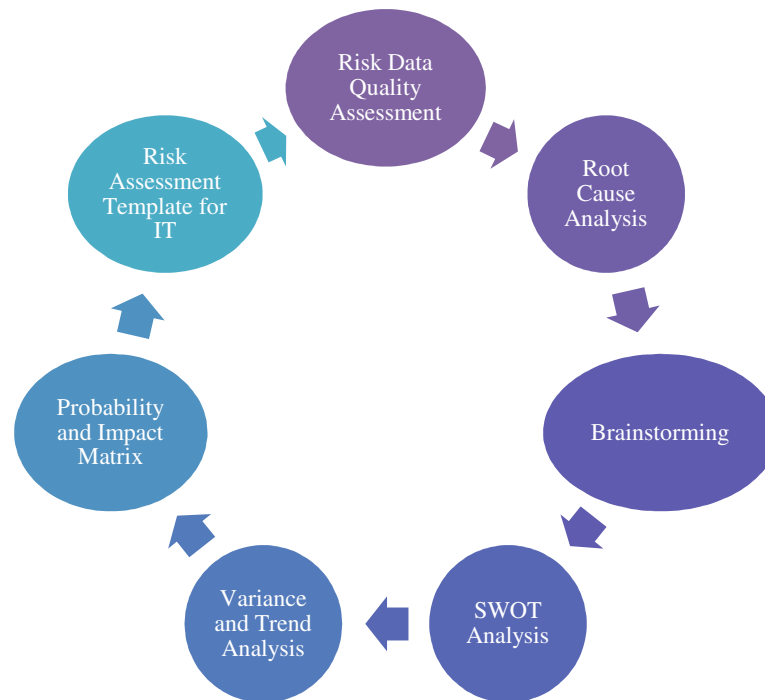 Risk Data
Quality
Assessment
Root
Cause
Analysis
Brainstorming
SWOT
Analysis
Variance
and Trend
Analysis
Probability
and Impact
Matrix
Risk
Assessment
Template for
IT